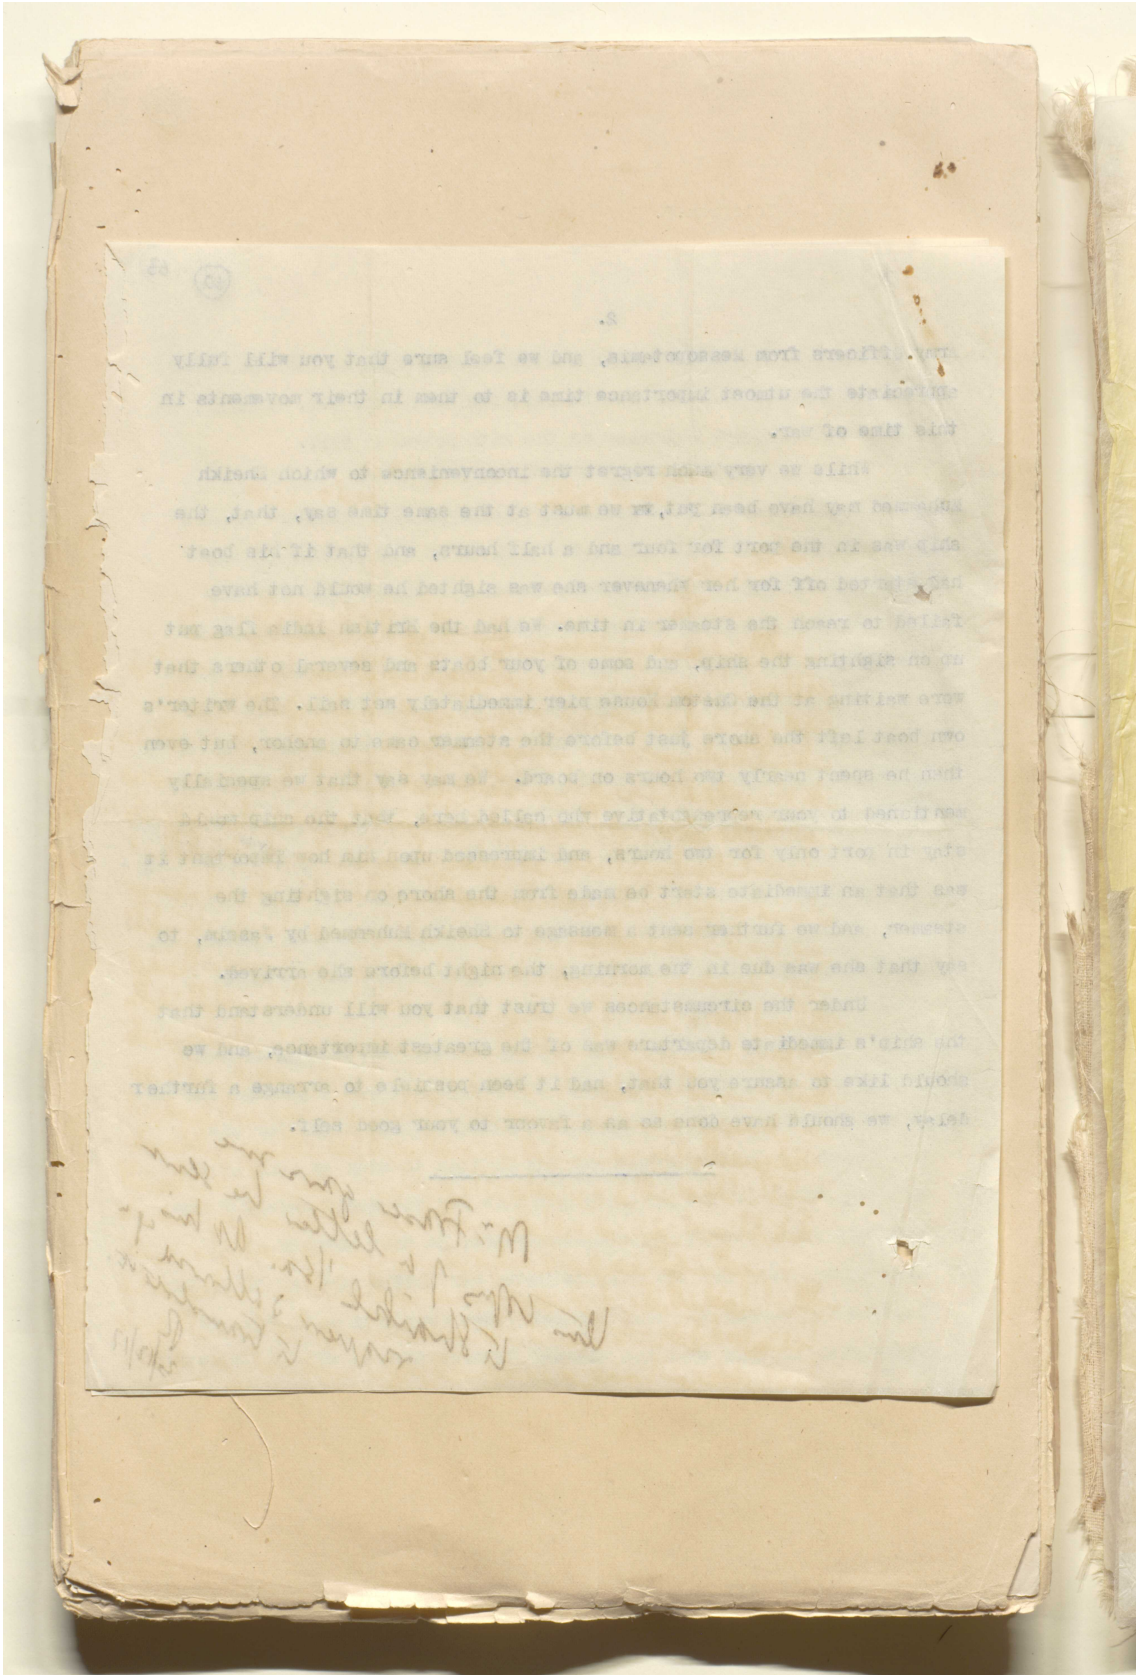 63
60
2.
Army Officers from Mesopotamia, and we feel sure that you will fully
appreciate the utmost importance time is to them in their movements in
this time of war.
While we very much regret the inconvenience to which Sheikh
Muhammed may have been put, we must at the same time say, that, the
ship was in the port for four and a half hours, and that if his boat
had started off for her whenever she was sighted he would not have
failed to reach the steamer in time. We had the British India flag put
up on sighting the ship, and some of your boats and several others that
were waiting at the Custom House pier immediately set sail. The writer's
own boat left the shore just before the steamer came to anchor, but even
then he spent nearly two hours on board. We may say that we specially
mentioned to your representative who called here, that the ship would
stay in port only for two hours, and impressed upon him how important it
was that an immediate start be made from the shore on sighting the
steamer, and we further sent a message to Sheikh Muhammed by Jassim, to
say that she was due in the morning, the night before she arrived.
Under the circumstances we trust that you will understand that
the ship's immediate departure was of the greatest importance, and we
should like to assure you that, had it been possible to arrange a further
delay, we should have done so as a favour to your good self.